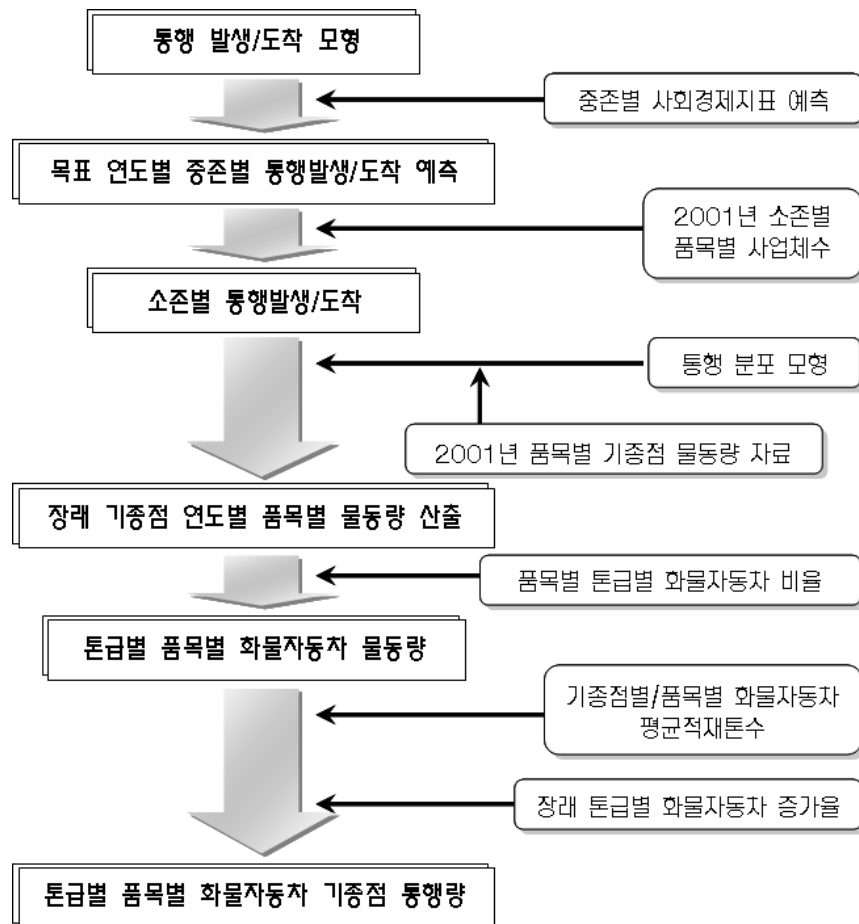 통행 발생/도착 모형
중존별 사회경제지표 예측
목표 연도별 중존별 통행발생/도착 예측
2001년 소존별
품목별 사업체수
소존별 통행발생/도착
통행 분포 모형
2001년 품목별 기종점 물동량 자료
장래 기종점 연도별 품목별 물동량 산출
품목별 톤급별 화물자동차 비율
톤급별 품목별 화물자동차 물동량
기종점별/품목별 화물자동차
평균적재톤수
장래 톤급별 화물자동차 증가율
톤급별 품목별 화물자동차 기종점 통행량